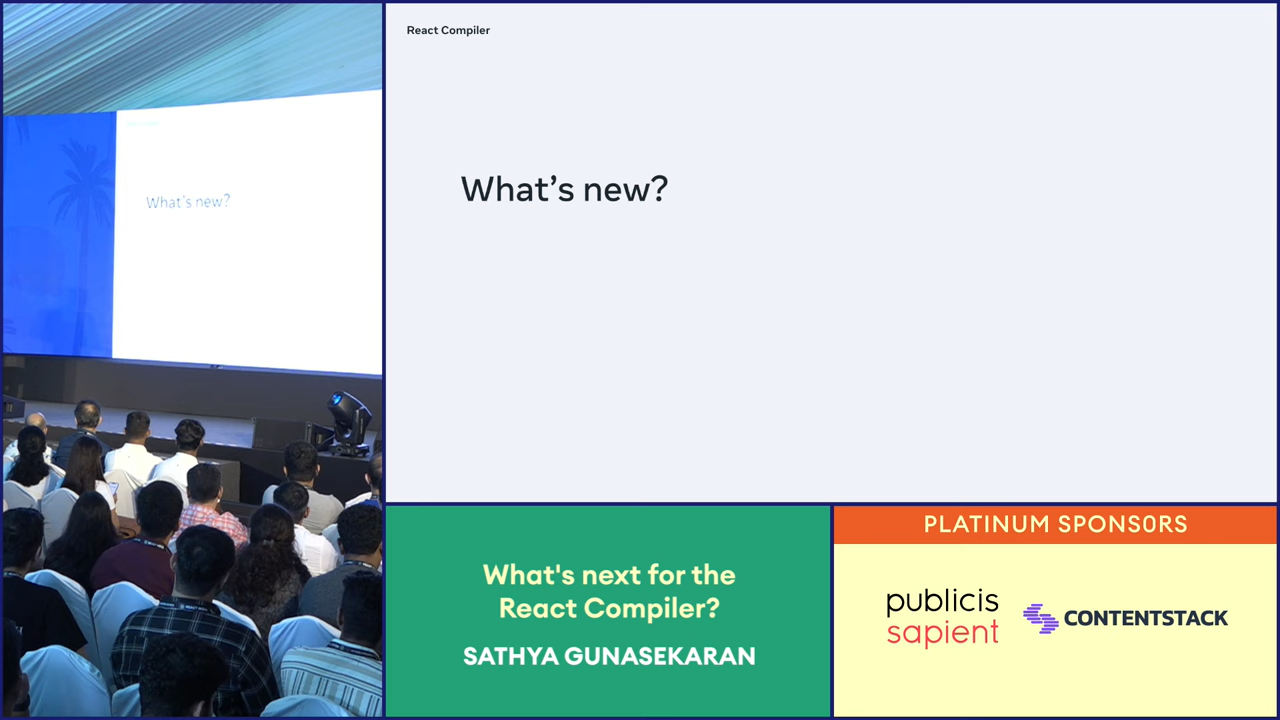 React Compiler
What's new?
What's new?
What's next for the
React Compiler?
SATHYA GUNASEKARAN
PLATINUM SPONS0RS
publicis
sapient
CONTENTSTACK